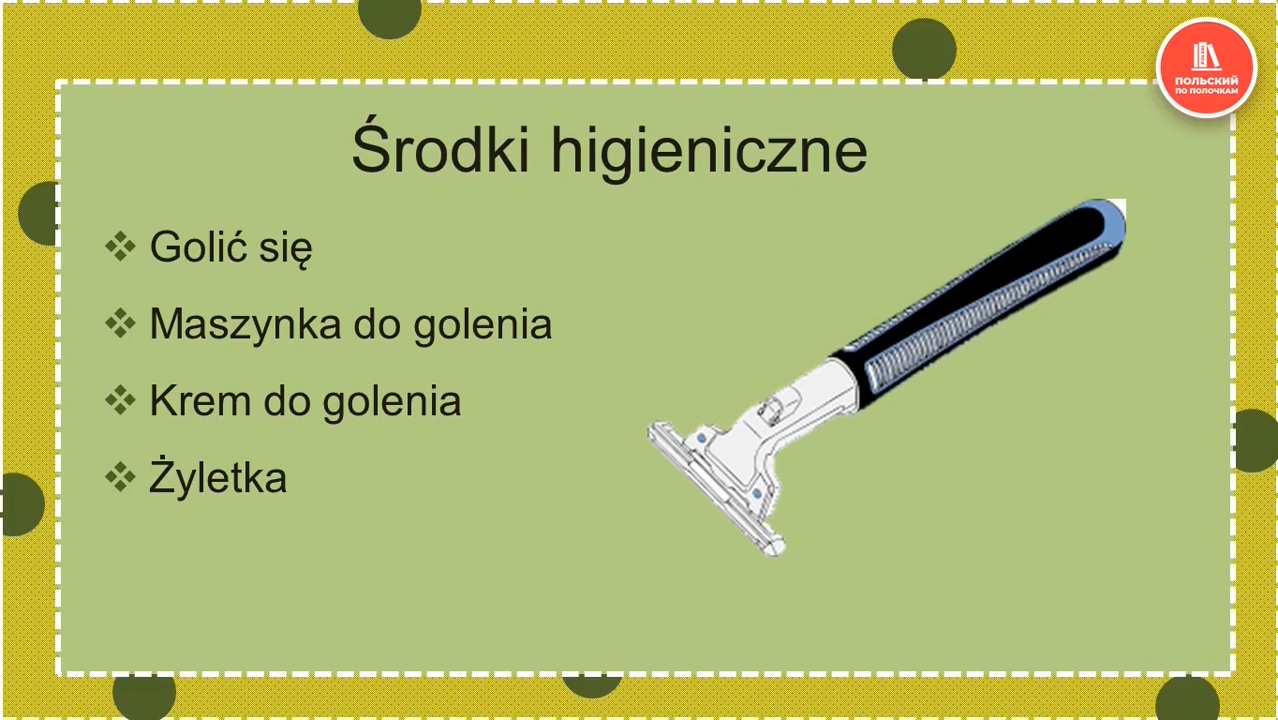 ПОЛЬСКИЙ
ПО ПОЛОЧКАМ
Środki higieniczne
Golić się
Maszynka do golenia
Krem do golenia
Żyletka